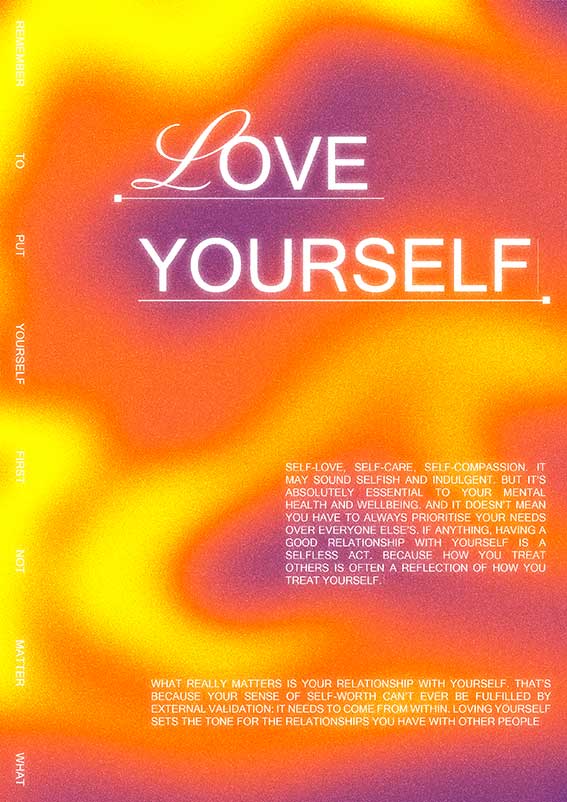 LOVE
YOURSELF
SELF-LOVE, SELF-CARE, SELF-COMPASSION. IT
MAY SOUND SELFISH AND INDULGENT. BUT IT'S
ABSOLUTELY ESSENTIAL TO YOUR MENTAL
HEALTH AND WELLBEING. AND IT DOESN'T MEAN
YOU HAVE TO ALWAYS PRIORITISE YOUR NEEDS
OVER EVERYONE ELSE'S. IF ANYTHING, HAVING A
GOOD RELATIONSHIP WITH YOURSELF IS A
SELFLESS ACT. BECAUSE HOW YOU TREAT
OTHERS IS OFTEN A REFLECTION OF HOW YOU
TREAT YOURSELF.
WHAT REALLY MATTERS IS YOUR RELATIONSHIP WITH YOURSELF. THAT'S
BECAUSE YOUR SENSE OF SELF-WORTH CAN'T EVER BE FULFILLED BY
EXTERNAL VALIDATION: IT NEEDS TO COME FROM WITHIN. LOVING YOURSELF
SETS THE TONE FOR THE RELATIONSHIPS YOU HAVE WITH OTHER PEOPLE
REMEMBER TO PUT YOURSELF FIRST NOT MATTER WHAT